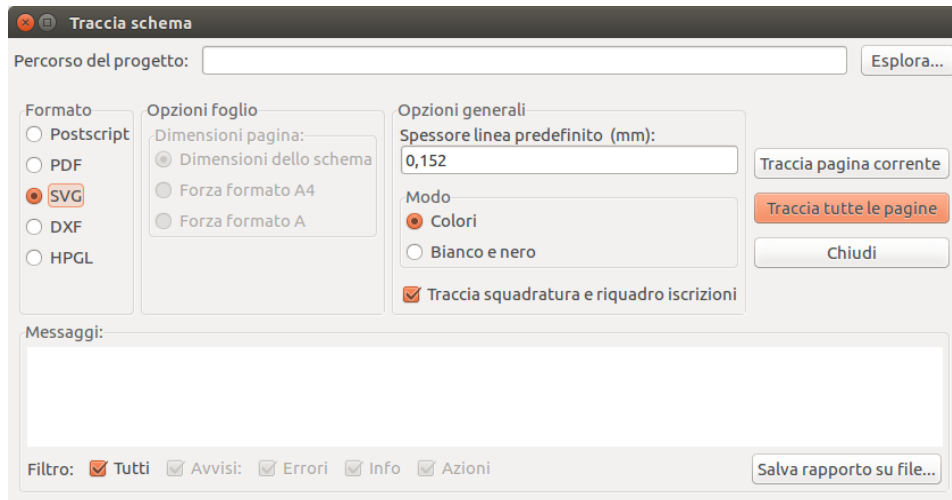 Traccia schema
Percorso del progetto:
Esplora...
Formato
Postscript
PDF
SVG
DXF
HPGL
Opzioni foglio
Dimensioni pagina:
Dimensioni dello schema
Forza formato A4
Forza formato A
Opzioni generali
Spessore linea predefinito (mm):
0,152
Modo
Colori
Bianco e nero
Traccia squadratura e riquadro iscrizioni
Traccia pagina corrente
Traccia tutte le pagine
Chiudi
Messaggi:
Filtro: Tutti Avvisi: Errori Info Azioni
Salva rapporto su file...